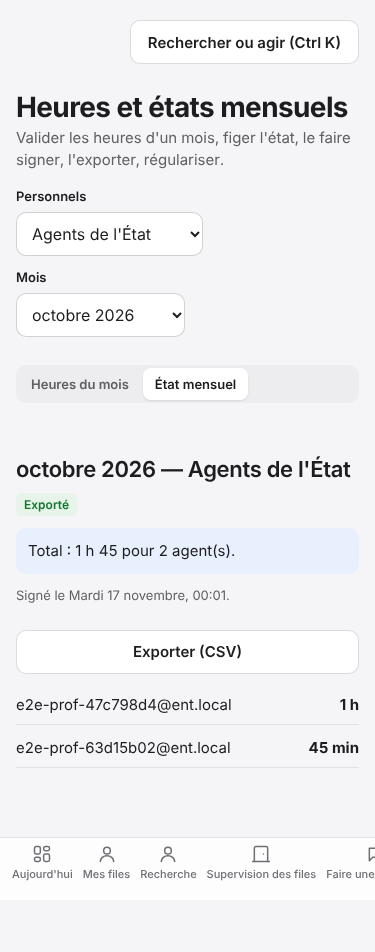 Rechercher ou agir (Ctrl K)
Heures et états mensuels
Valider les heures d'un mois, figer l'état, le faire
signer, l'exporter, régulariser.
Personnels
Agents de l'État
Mois
octobre 2026
Heures du mois
État mensuel
octobre 2026 — Agents de l'État
Exporté
Total : 1 h 45 pour 2 agent(s).
Signé le Mardi 17 novembre, 00:01.
Exporter (CSV)
e2e-prof-47c798d4@ent.local 1 h
e2e-prof-63d15b02@ent.local 45 min
Aujourd'hui Mes files Recherche Supervision des files Faire une